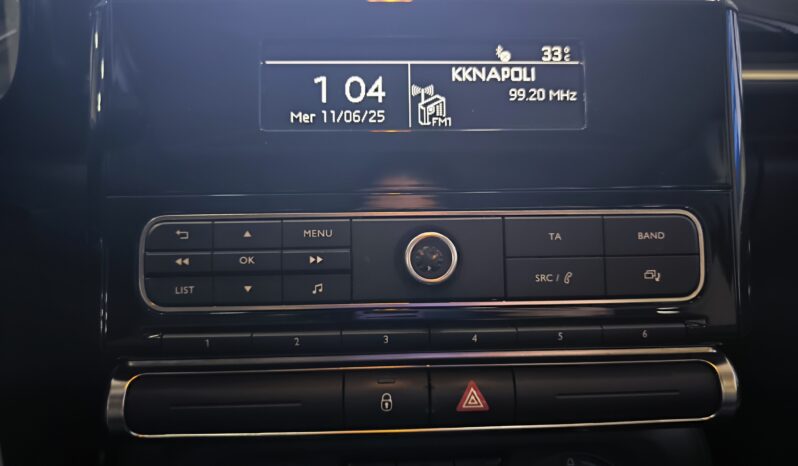 33°C
KKNAPOLI
1 04
99.20 MHz
Mer 11/06/25
FM1
MENU
TA
BAND
OK
SRC /
LIST
1 2 3 4 5 6